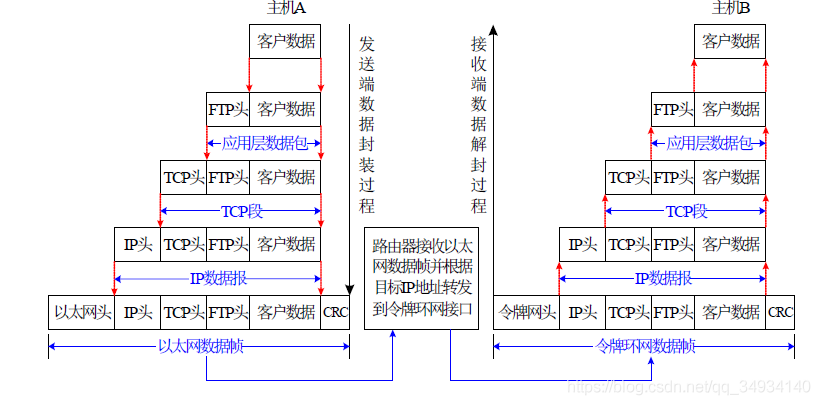 主机A
客户数据
FTP头 客户数据
应用层数据包
TCP头 FTP头 客户数据
TCP段
IP头 TCP头 FTP头 客户数据
IP数据报
以太网头 IP头 TCP头 FTP头 客户数据 CRC
以太网数据帧
发送端数据封装过程
路由器接收以太
网数据帧并根据
目标IP地址转发
到令牌环网接口
接收端数据解封过程
主机B
客户数据
FTP头 客户数据
应用层数据包
TCP头 FTP头 客户数据
TCP段
IP头 TCP头 FTP头 客户数据
IP数据报
令牌网头 IP头 TCP头 FTP头 客户数据 CRC
令牌环网数据帧
https://blog.csdn.net/qq_34934140